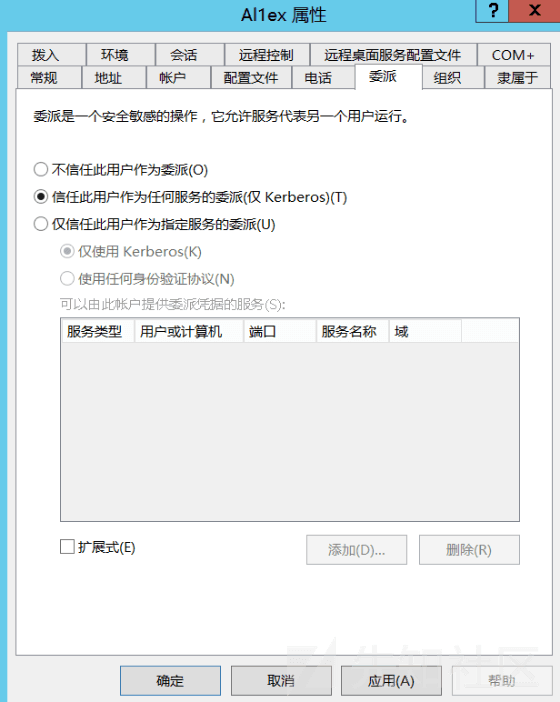 Al1ex 属性
? X
拨入 环境 会话 远程控制 远程桌面服务配置文件 COM+
常规 地址 帐户 配置文件 电话 委派 组织 隶属于
委派是一个安全敏感的操作，它允许服务代表另一个用户运行。
不信任此用户作为委派(O)
信任此用户作为任何服务的委派(仅 Kerberos)(T)
仅信任此用户作为指定服务的委派(U)
仅使用 Kerberos(K)
使用任何身份验证协议(N)
可以由此帐户提供委派凭据的服务(S):
服务类型 用户或计算机 端口 服务名称 域
扩展式(E) 添加(D)... 删除(R)
先知社区
确定 取消 应用(A) 帮助